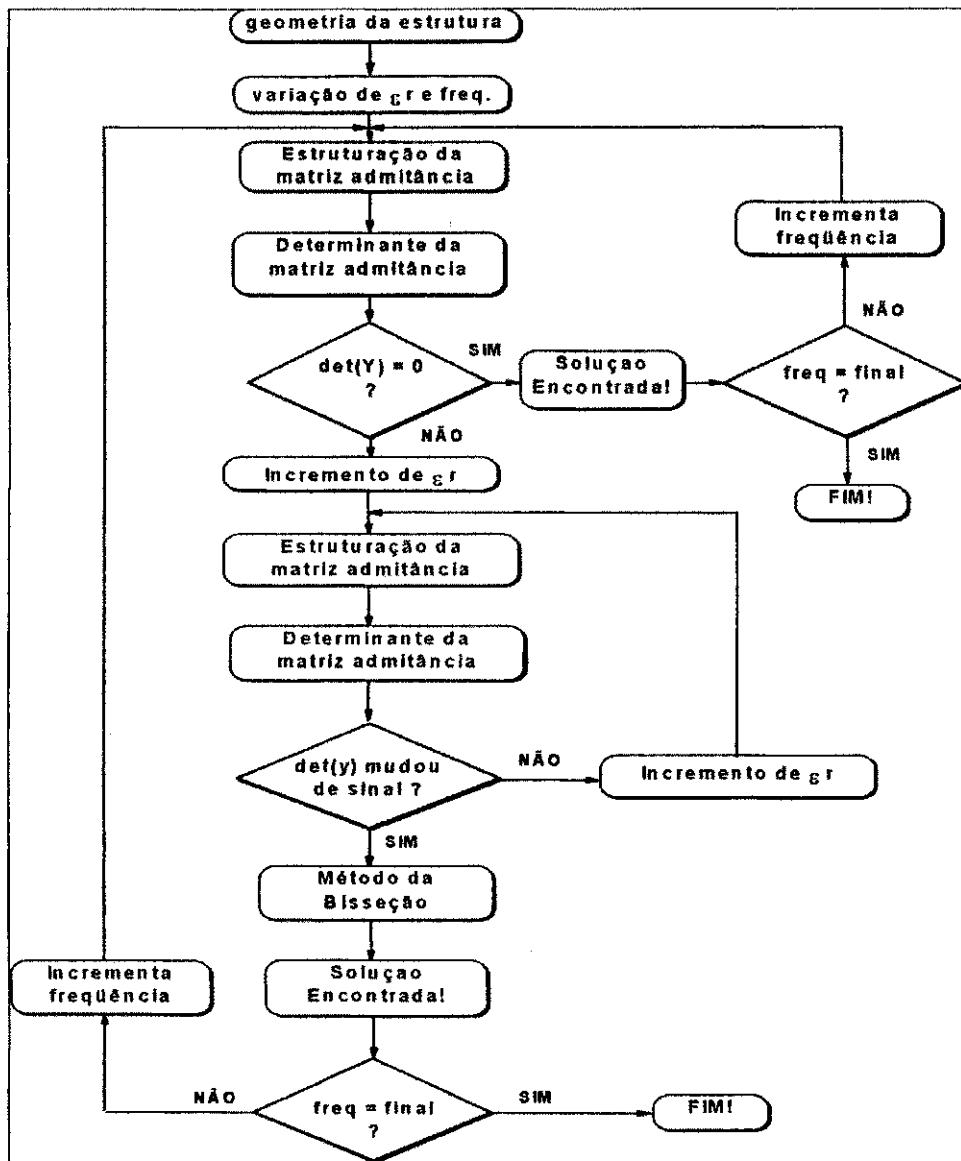 geometria da estrutura
variação de εr e freq.
Estruturação da
matriz admitância
Incrementa
freqüência
Determinante da
matriz admitância
NÃO
det(Y) = 0
?
SIM
Soluçao
Encontrada!
freq = final
?
NÃO
SIM
Incremento de εr
FIM!
Estruturação da
matriz admitância
Determinante da
matriz admitância
det(y) mudou
de sinal ?
NÃO
Incremento de εr
SIM
Método da
Bisseção
Incrementa
freqüência
Soluçao
Encontrada!
NÃO
freq = final
?
SIM
FIM!